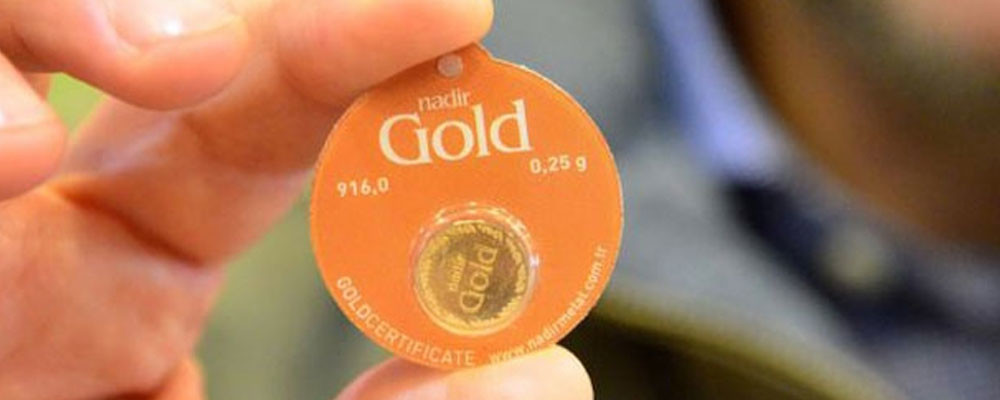 nadir
Gold
916,0
0,25 g
GOLDCERTIFICATE
www.nadirmetal.com.tr
nadir
Gold